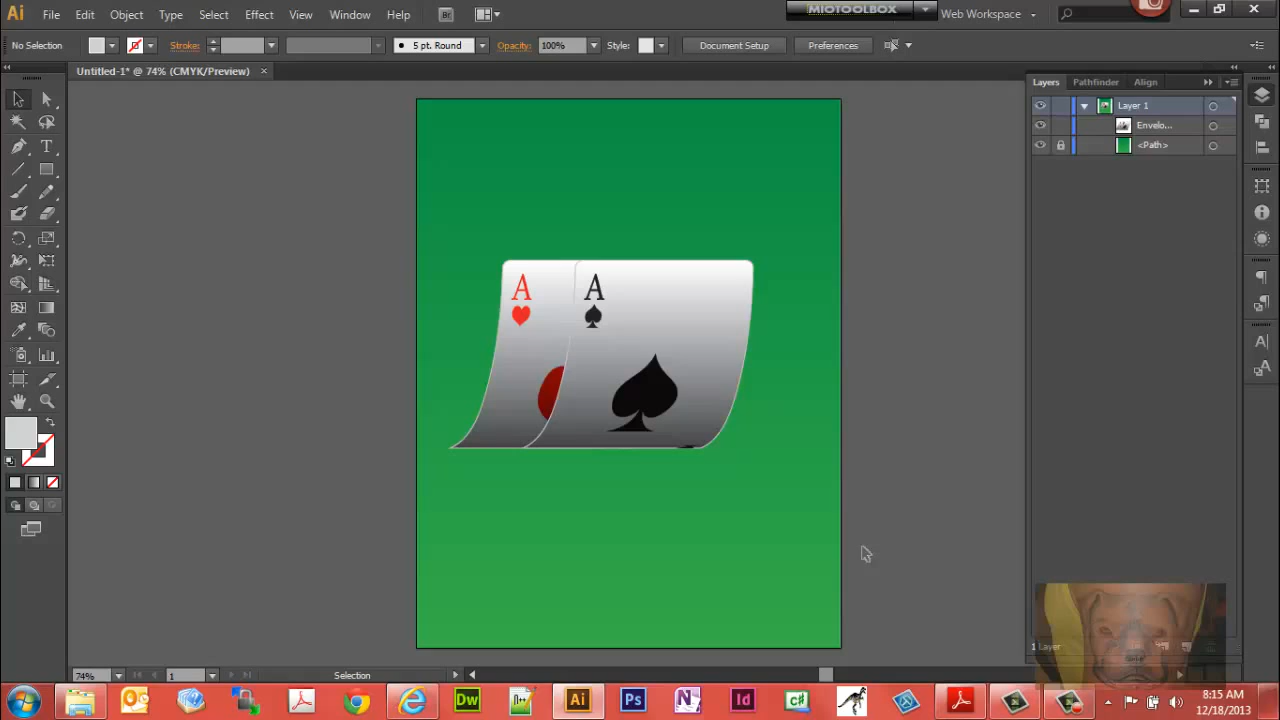 Ai File Edit Object Type Select Effect View Window Help Br MIOTOOLBOX Web Workspace
No Selection Stroke: 5 pt. Round Opacity: 100% Style: Document Setup Preferences
Untitled-1* @ 74% (CMYK/Preview) ×
Layers Pathfinder Align
Layer 1
Envelo...
<Path>
A A
1 Layer
74% 1 Selection
Dw Ai Ps N Id C#
8:15 AM
12/18/2013